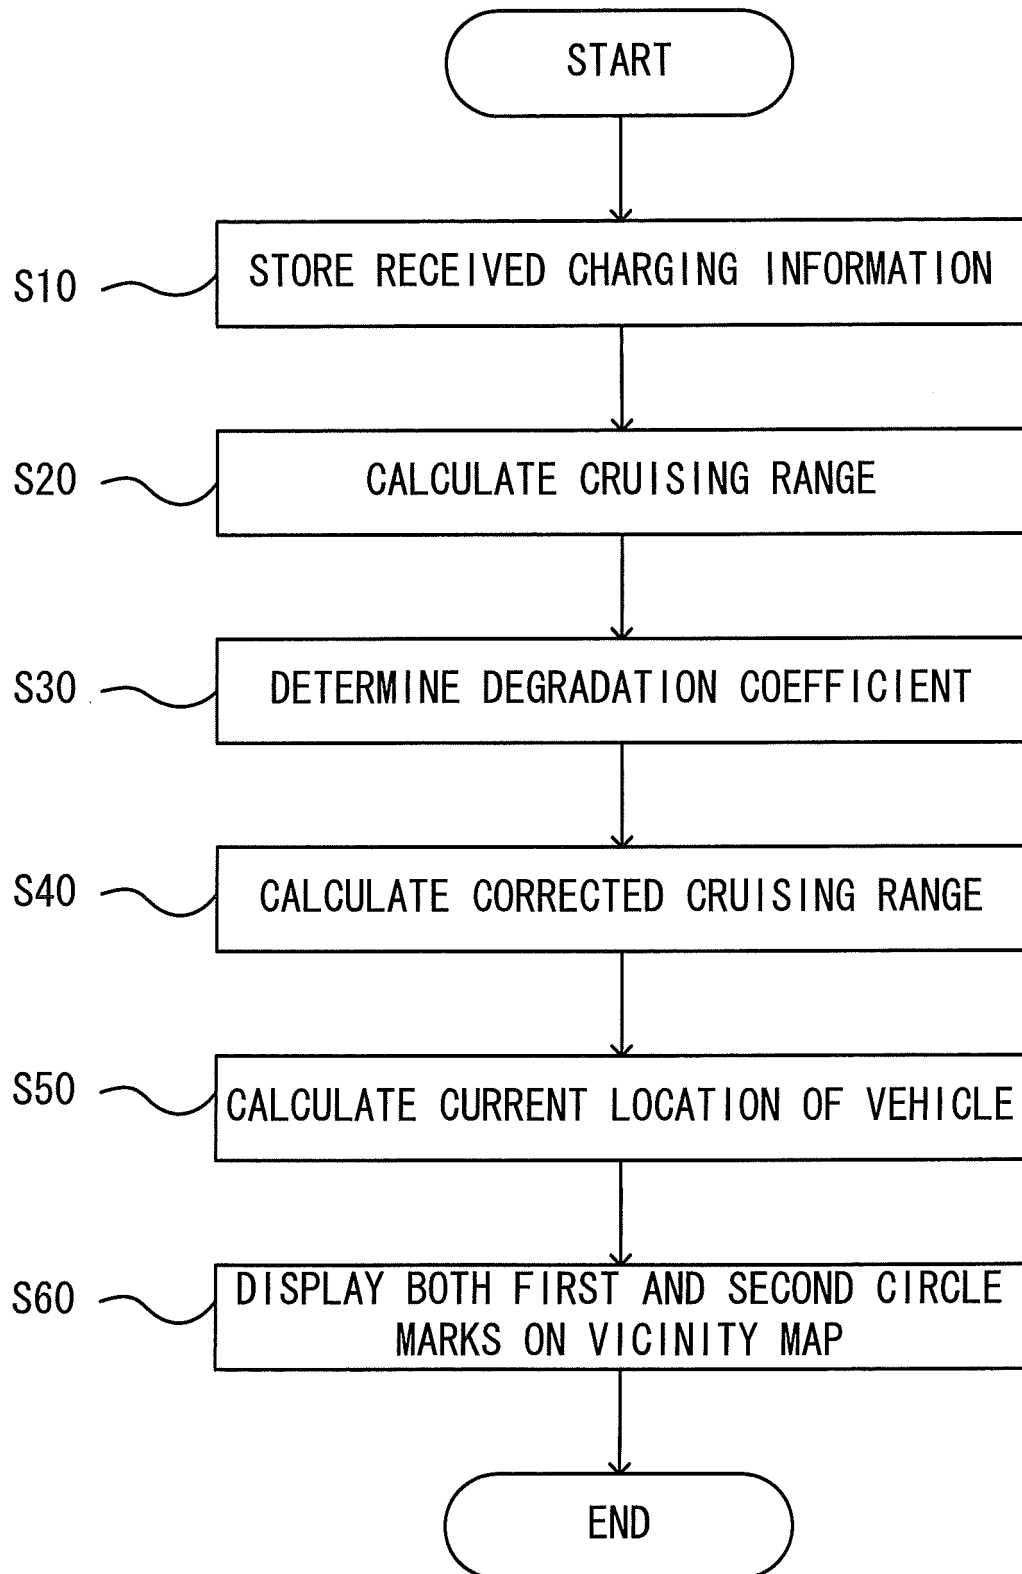 START
S10
STORE RECEIVED CHARGING INFORMATION
S20
CALCULATE CRUISING RANGE
S30
DETERMINE DEGRADATION COEFFICIENT
S40
CALCULATE CORRECTED CRUISING RANGE
S50
CALCULATE CURRENT LOCATION OF VEHICLE
S60
DISPLAY BOTH FIRST AND SECOND CIRCLE
MARKS ON VICINITY MAP
END